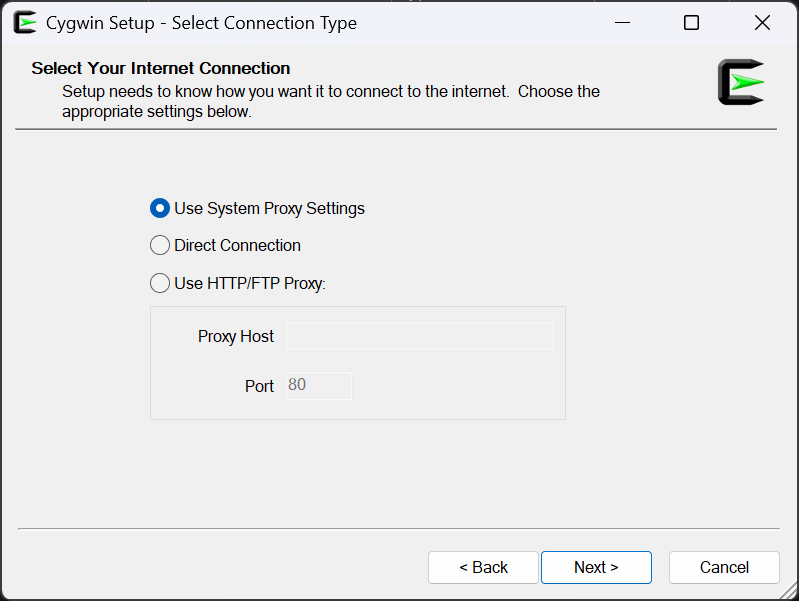 Cygwin Setup - Select Connection Type
Select Your Internet Connection
Setup needs to know how you want it to connect to the internet.  Choose the
appropriate settings below.
Use System Proxy Settings
Direct Connection
Use HTTP/FTP Proxy:
Proxy Host
Port 80
< Back Next > Cancel